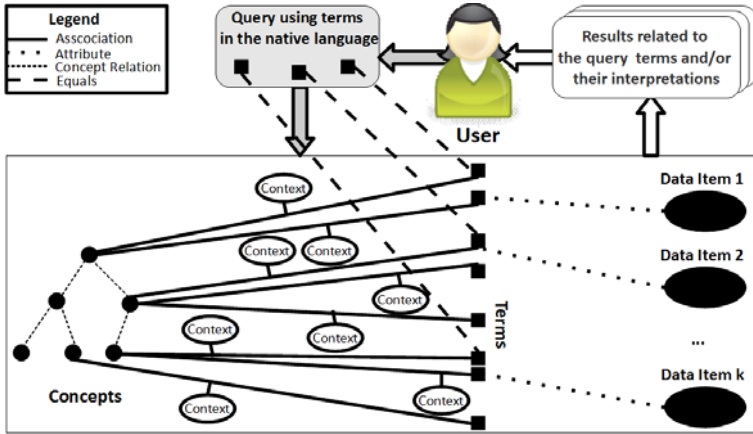 Legend
Asscociation
Attribute
Concept Relation
Equals
Query using terms
in the native language
User
Results related to
the query terms and/or
their interpretations
Context
Context
Context
Context
Context
Context
Context
Context
Concepts
Terms
Data Item 1
Data Item 2
...
Data Item k